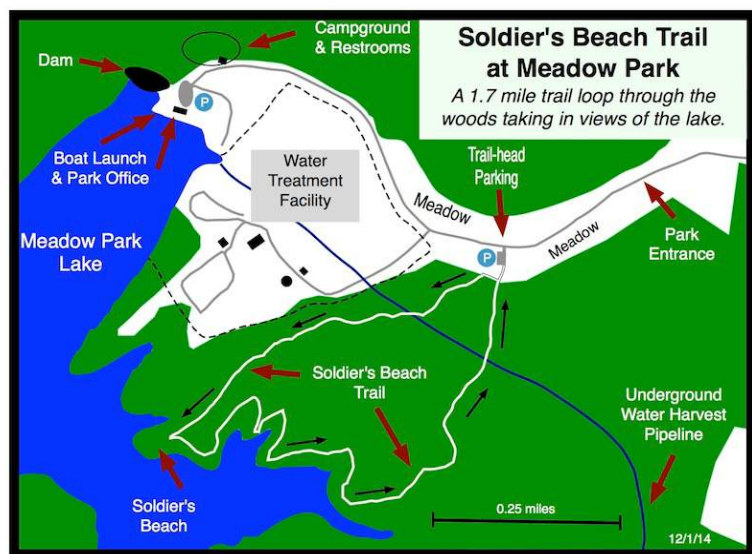 Soldier's Beach Trail
at Meadow Park
A 1.7 mile trail loop through the
woods taking in views of the lake.
Campground
& Restrooms
Dam
P
Boat Launch
& Park Office
Water
Treatment
Facility
Trail-head
Parking
Meadow
Meadow
Park
Entrance
P
Meadow Park
Lake
Soldier's Beach
Trail
Underground
Water Harvest
Pipeline
Soldier's
Beach
0.25 miles
12/1/14